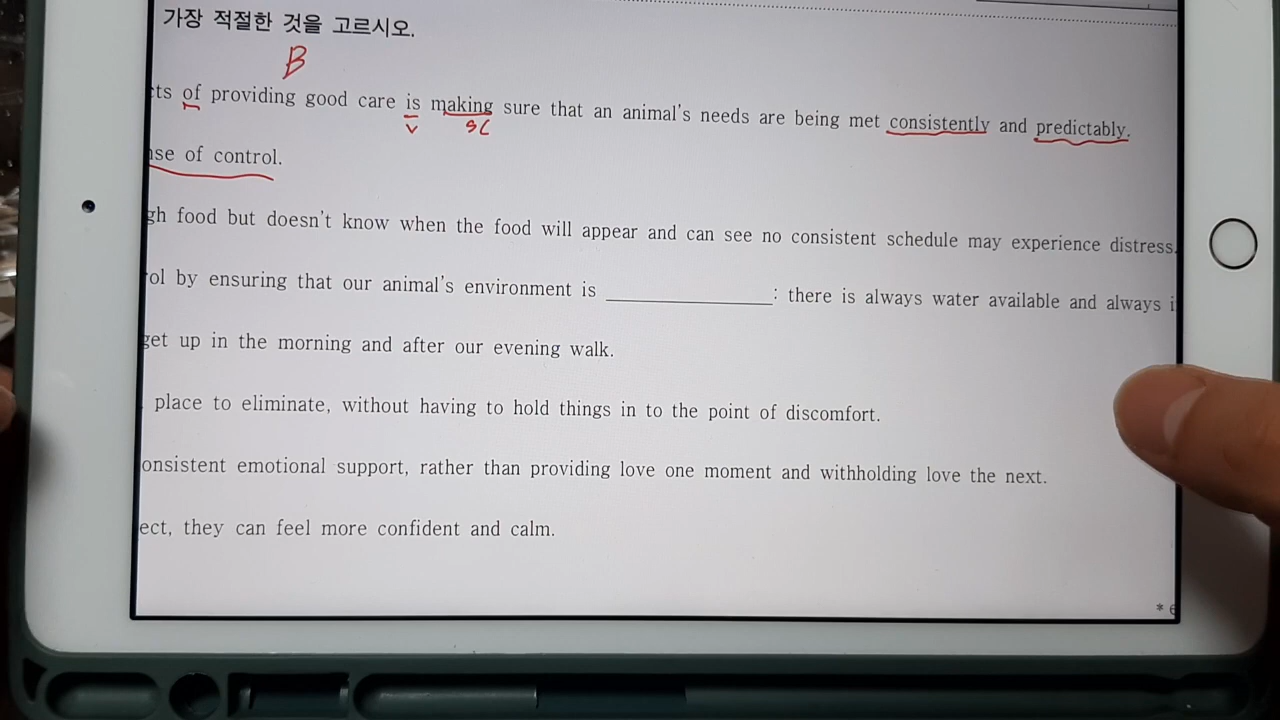 가장 적절한 것을 고르시오.
B
of providing good care is making sure that an animal's needs are being met consistently and predictably.
v sc
of control.
food but doesn't know when the food will appear and can see no consistent schedule may experience distress.
by ensuring that our animal's environment is ____________: there is always water available and always
get up in the morning and after our evening walk.
place to eliminate, without having to hold things in to the point of discomfort.
onsistent emotional support, rather than providing love one moment and withholding love the next.
ect, they can feel more confident and calm.
*